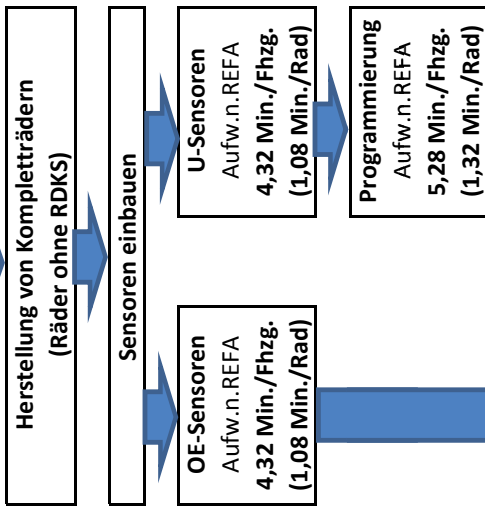 Herstellung von Kompletträdern
(Räder ohne RDKS)
Sensoren einbauen
OE-Sensoren
Aufw.n.REFA
4,32 Min./Fhzg.
(1,08 Min./Rad)
U-Sensoren
Aufw.n.REFA
4,32 Min./Fhzg.
(1,08 Min./Rad)
Programmierung
Aufw.n.REFA
5,28 Min./Fhzg.
(1,32 Min./Rad)